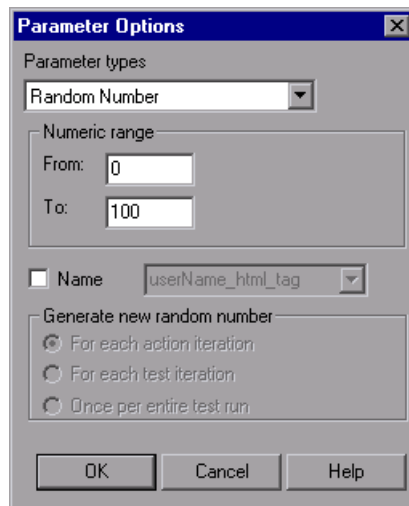 Parameter Options
Parameter types
Random Number
Numeric range
From: 0
To: 100
Name userName_html_tag
Generate new random number
For each action iteration
For each test iteration
Once per entire test run
OK Cancel Help